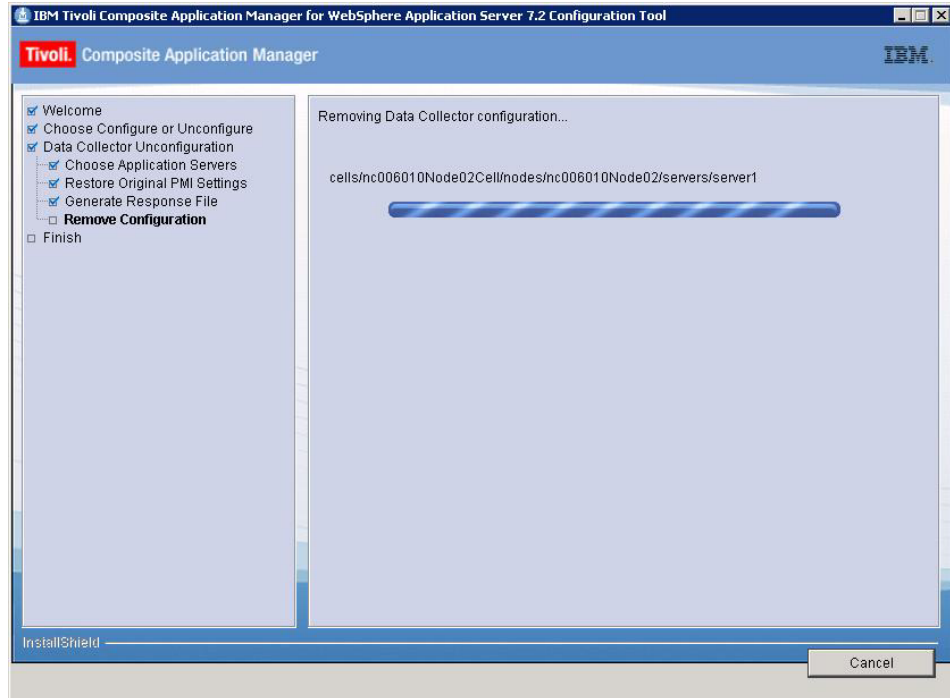 IBM Tivoli Composite Application Manager for WebSphere Application Server 7.2 Configuration Tool
Tivoli. Composite Application Manager
IBM.
Welcome
Choose Configure or Unconfigure
Data Collector Unconfiguration
Choose Application Servers
Restore Original PMI Settings
Generate Response File
Remove Configuration
Finish
Removing Data Collector configuration...
cells/nc006010Node02Cell/nodes/nc006010Node02/servers/server1
InstallShield
Cancel